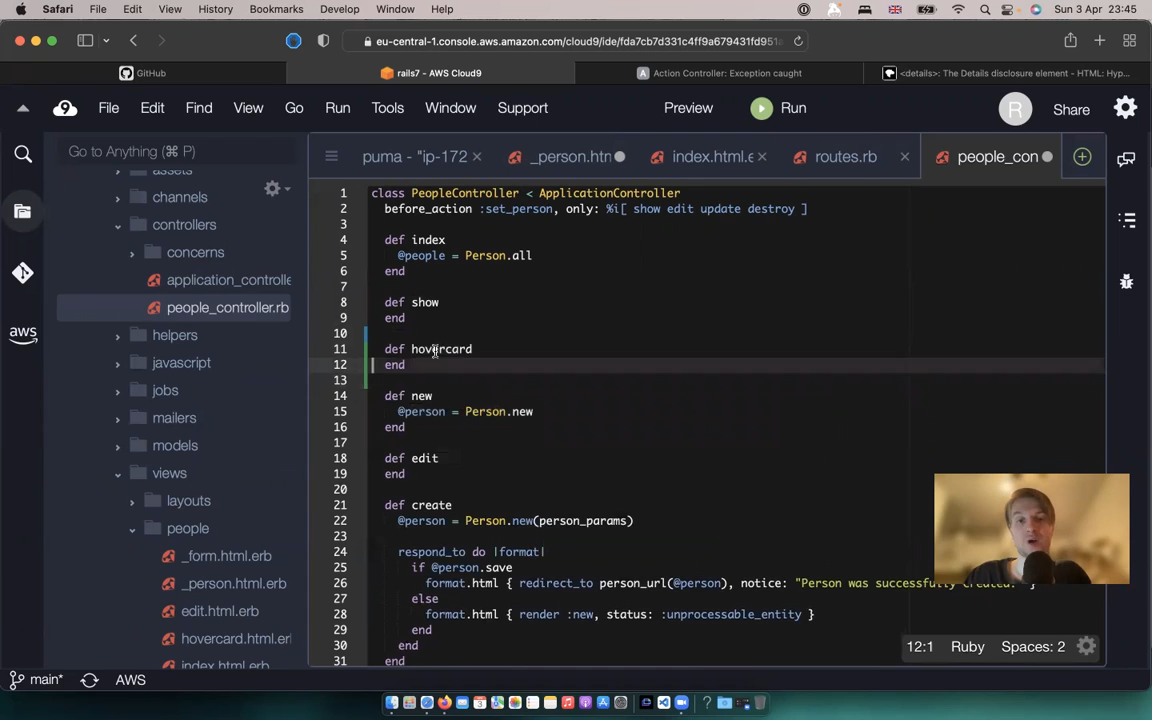 Safari File Edit View History Bookmarks Develop Window Help Sun 3 Apr 23:45
eu-central-1.console.aws.amazon.com/cloud9/ide/fda7cb7d331c4ff9a679431fd951a
GitHub rails7 - AWS Cloud9 Action Controller: Exception caught <details>: The Details disclosure element - HTML: Hyp...
9 File Edit Find View Go Run Tools Window Support Preview Run R Share
Go to Anything (⌘ P)
puma - "ip-172 _person.htn index.html.e routes.rb people_con
assets
channels
controllers
concerns
application_controlle
people_controller.rb
helpers
javascript
jobs
mailers
models
views
layouts
people
_form.html.erb
_person.html.erb
edit.html.erb
hovercard.html.er
index.html.erb
aws
1 class PeopleController < ApplicationController
2 before_action :set_person, only: %i[ show edit update destroy ]
3
4 def index
5 @people = Person.all
6 end
7
8 def show
9 end
10
11 def hovercard
12 end
13
14 def new
15 @person = Person.new
16 end
17
18 def edit
19 end
20
21 def create
22 @person = Person.new(person_params)
23
24 respond_to do |format|
25 if @person.save
26 format.html { redirect_to person_url(@person), notice: "Person was successfully created." }
27 else
28 format.html { render :new, status: :unprocessable_entity }
29 end
30 end
31 end
12:1 Ruby Spaces: 2
main* AWS